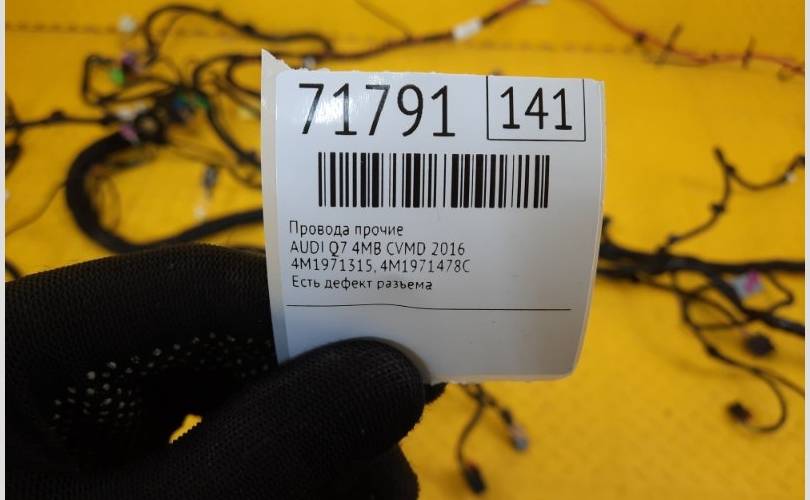 71791 141
Провода прочие
AUDI Q7 4MB CVMD 2016
4M1971315, 4M1971478C
Есть дефект разъема